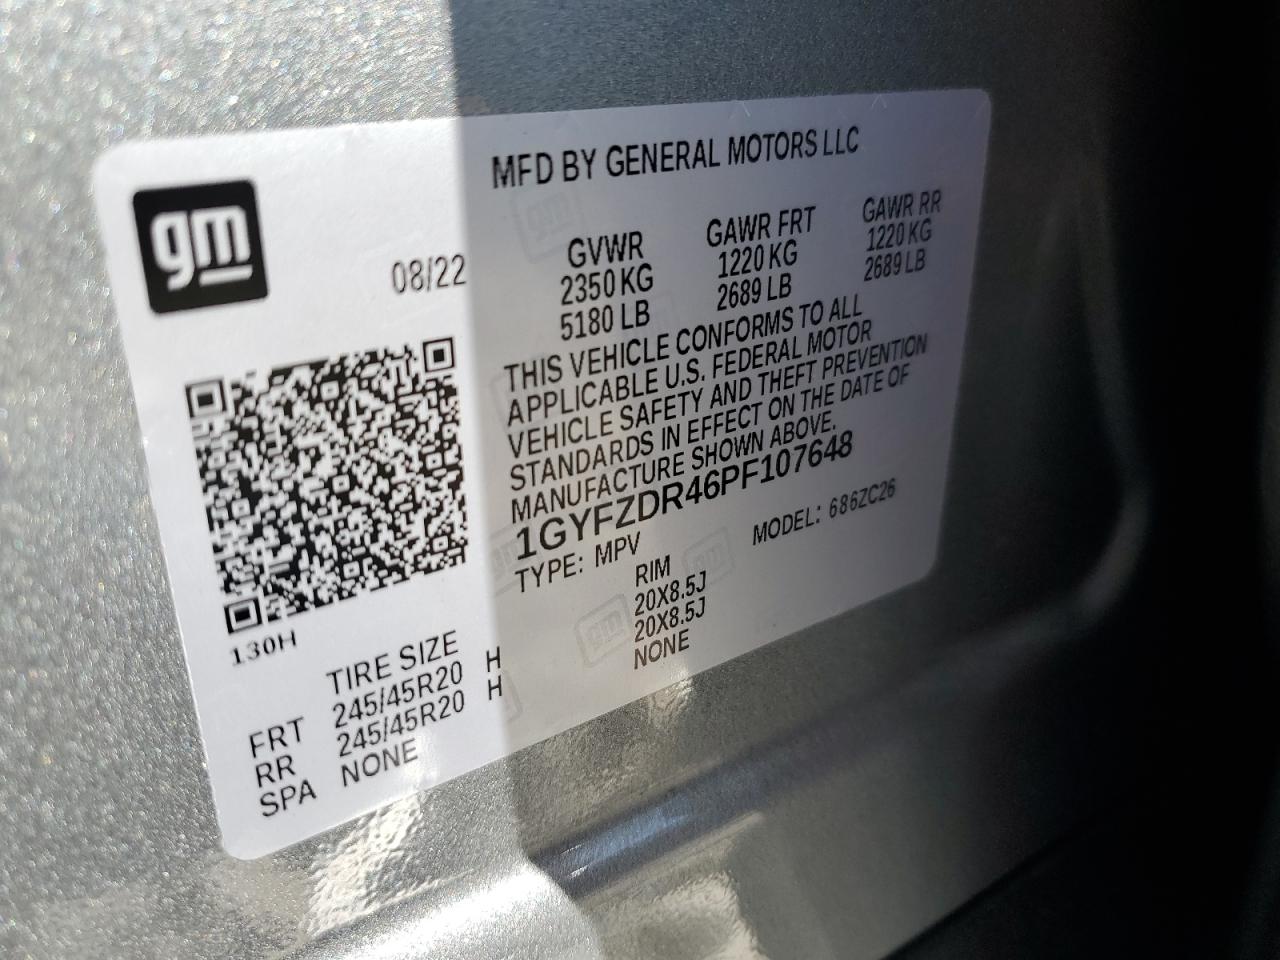 MFD BY GENERAL MOTORS LLC
gm
08/22
GVWR GAWR FRT GAWR RR
2350 KG 1220 KG 1220 KG
5180 LB 2689 LB 2689 LB
THIS VEHICLE CONFORMS TO ALL
APPLICABLE U.S. FEDERAL MOTOR
VEHICLE SAFETY AND THEFT PREVENTION
STANDARDS IN EFFECT ON THE DATE OF
MANUFACTURE SHOWN ABOVE.
1GYFZDR46PF107648
TYPE: MPV MODEL: 686ZC26
130H
TIRE SIZE RIM
FRT 245/45R20 H 20X8.5J
RR 245/45R20 H 20X8.5J
SPA NONE NONE